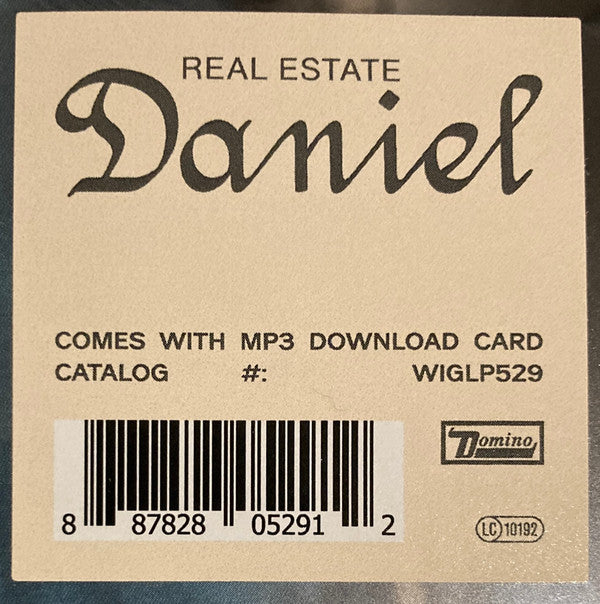 REAL ESTATE
Daniel
COMES WITH MP3 DOWNLOAD CARD
CATALOG #: WIGLP529
Domino
8 87828 05291 2
LC 10192